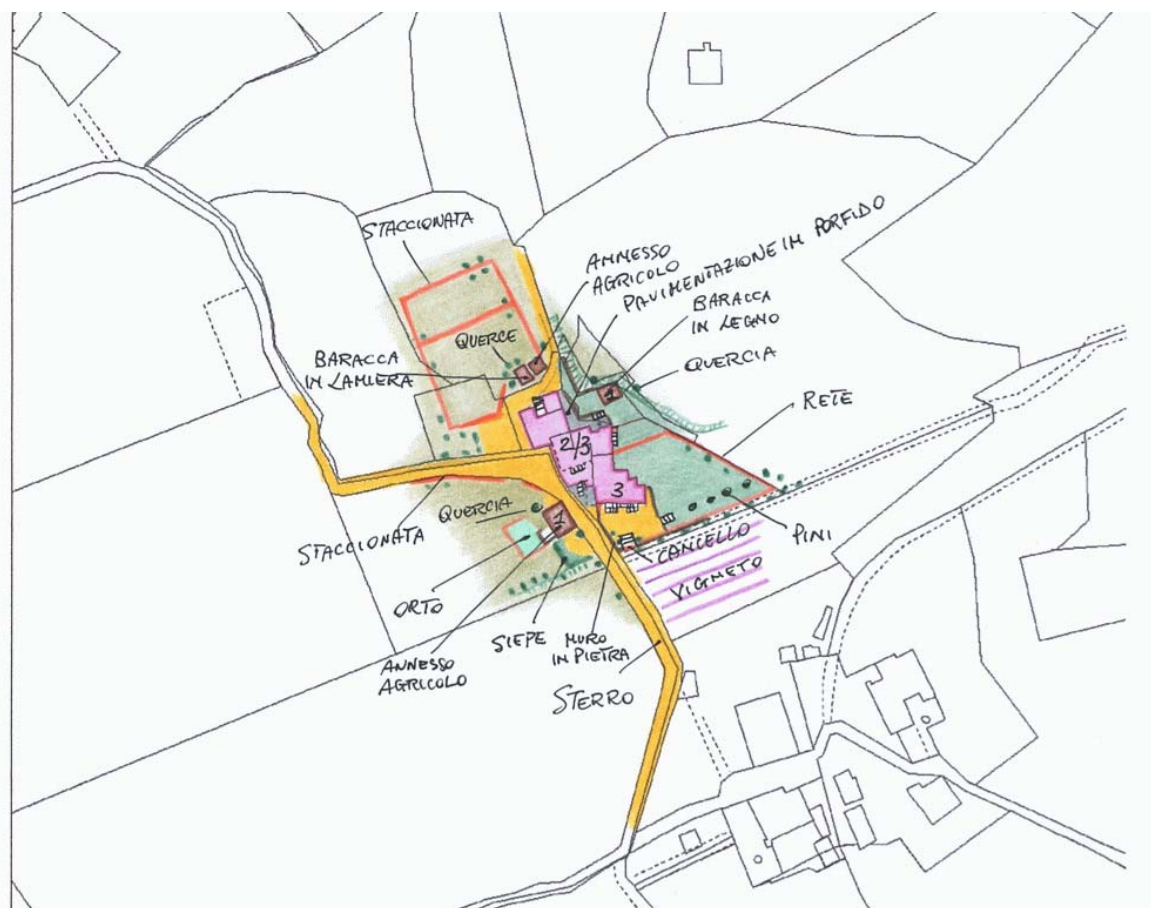 STACCIONATA
ANNESSO
AGRICOLO
PAVIMENTAZIONE IN PORFIDO
BARACCA
IN LEGNO
QUERCE
BARACCA
IN LAMIERA
QUERCIA
1
RETE
2/3
3
QUERCIA
1
STACCIONATA
CANCELLO
PINI
VIGNETO
ORTO
SIEPE
MURO
IN PIETRA
ANNESSO
AGRICOLO
STERRO